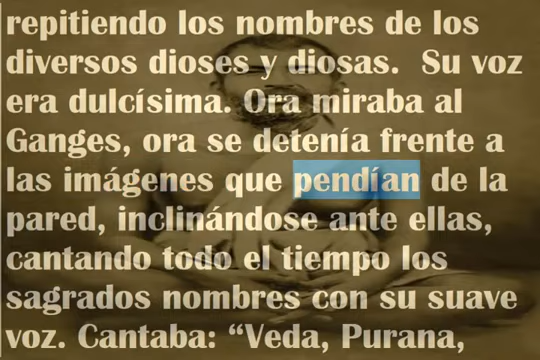 repitiendo los nombres de los
diversos dioses y diosas.  Su voz
era dulcísima. Ora miraba al
Ganges, ora se detenía frente a
las imágenes que pendían de la
pared, inclinándose ante ellas,
cantando todo el tiempo los
sagrados nombres con su suave
voz. Cantaba: “Veda, Purana,